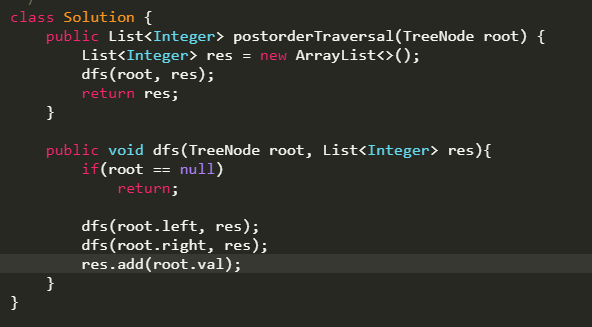 class Solution {
    public List<Integer> postorderTraversal(TreeNode root) {
        List<Integer> res = new ArrayList<>();
        dfs(root, res);
        return res;
    }

    public void dfs(TreeNode root, List<Integer> res){
        if(root == null)
            return;

        dfs(root.left, res);
        dfs(root.right, res);
        res.add(root.val);
    }
}